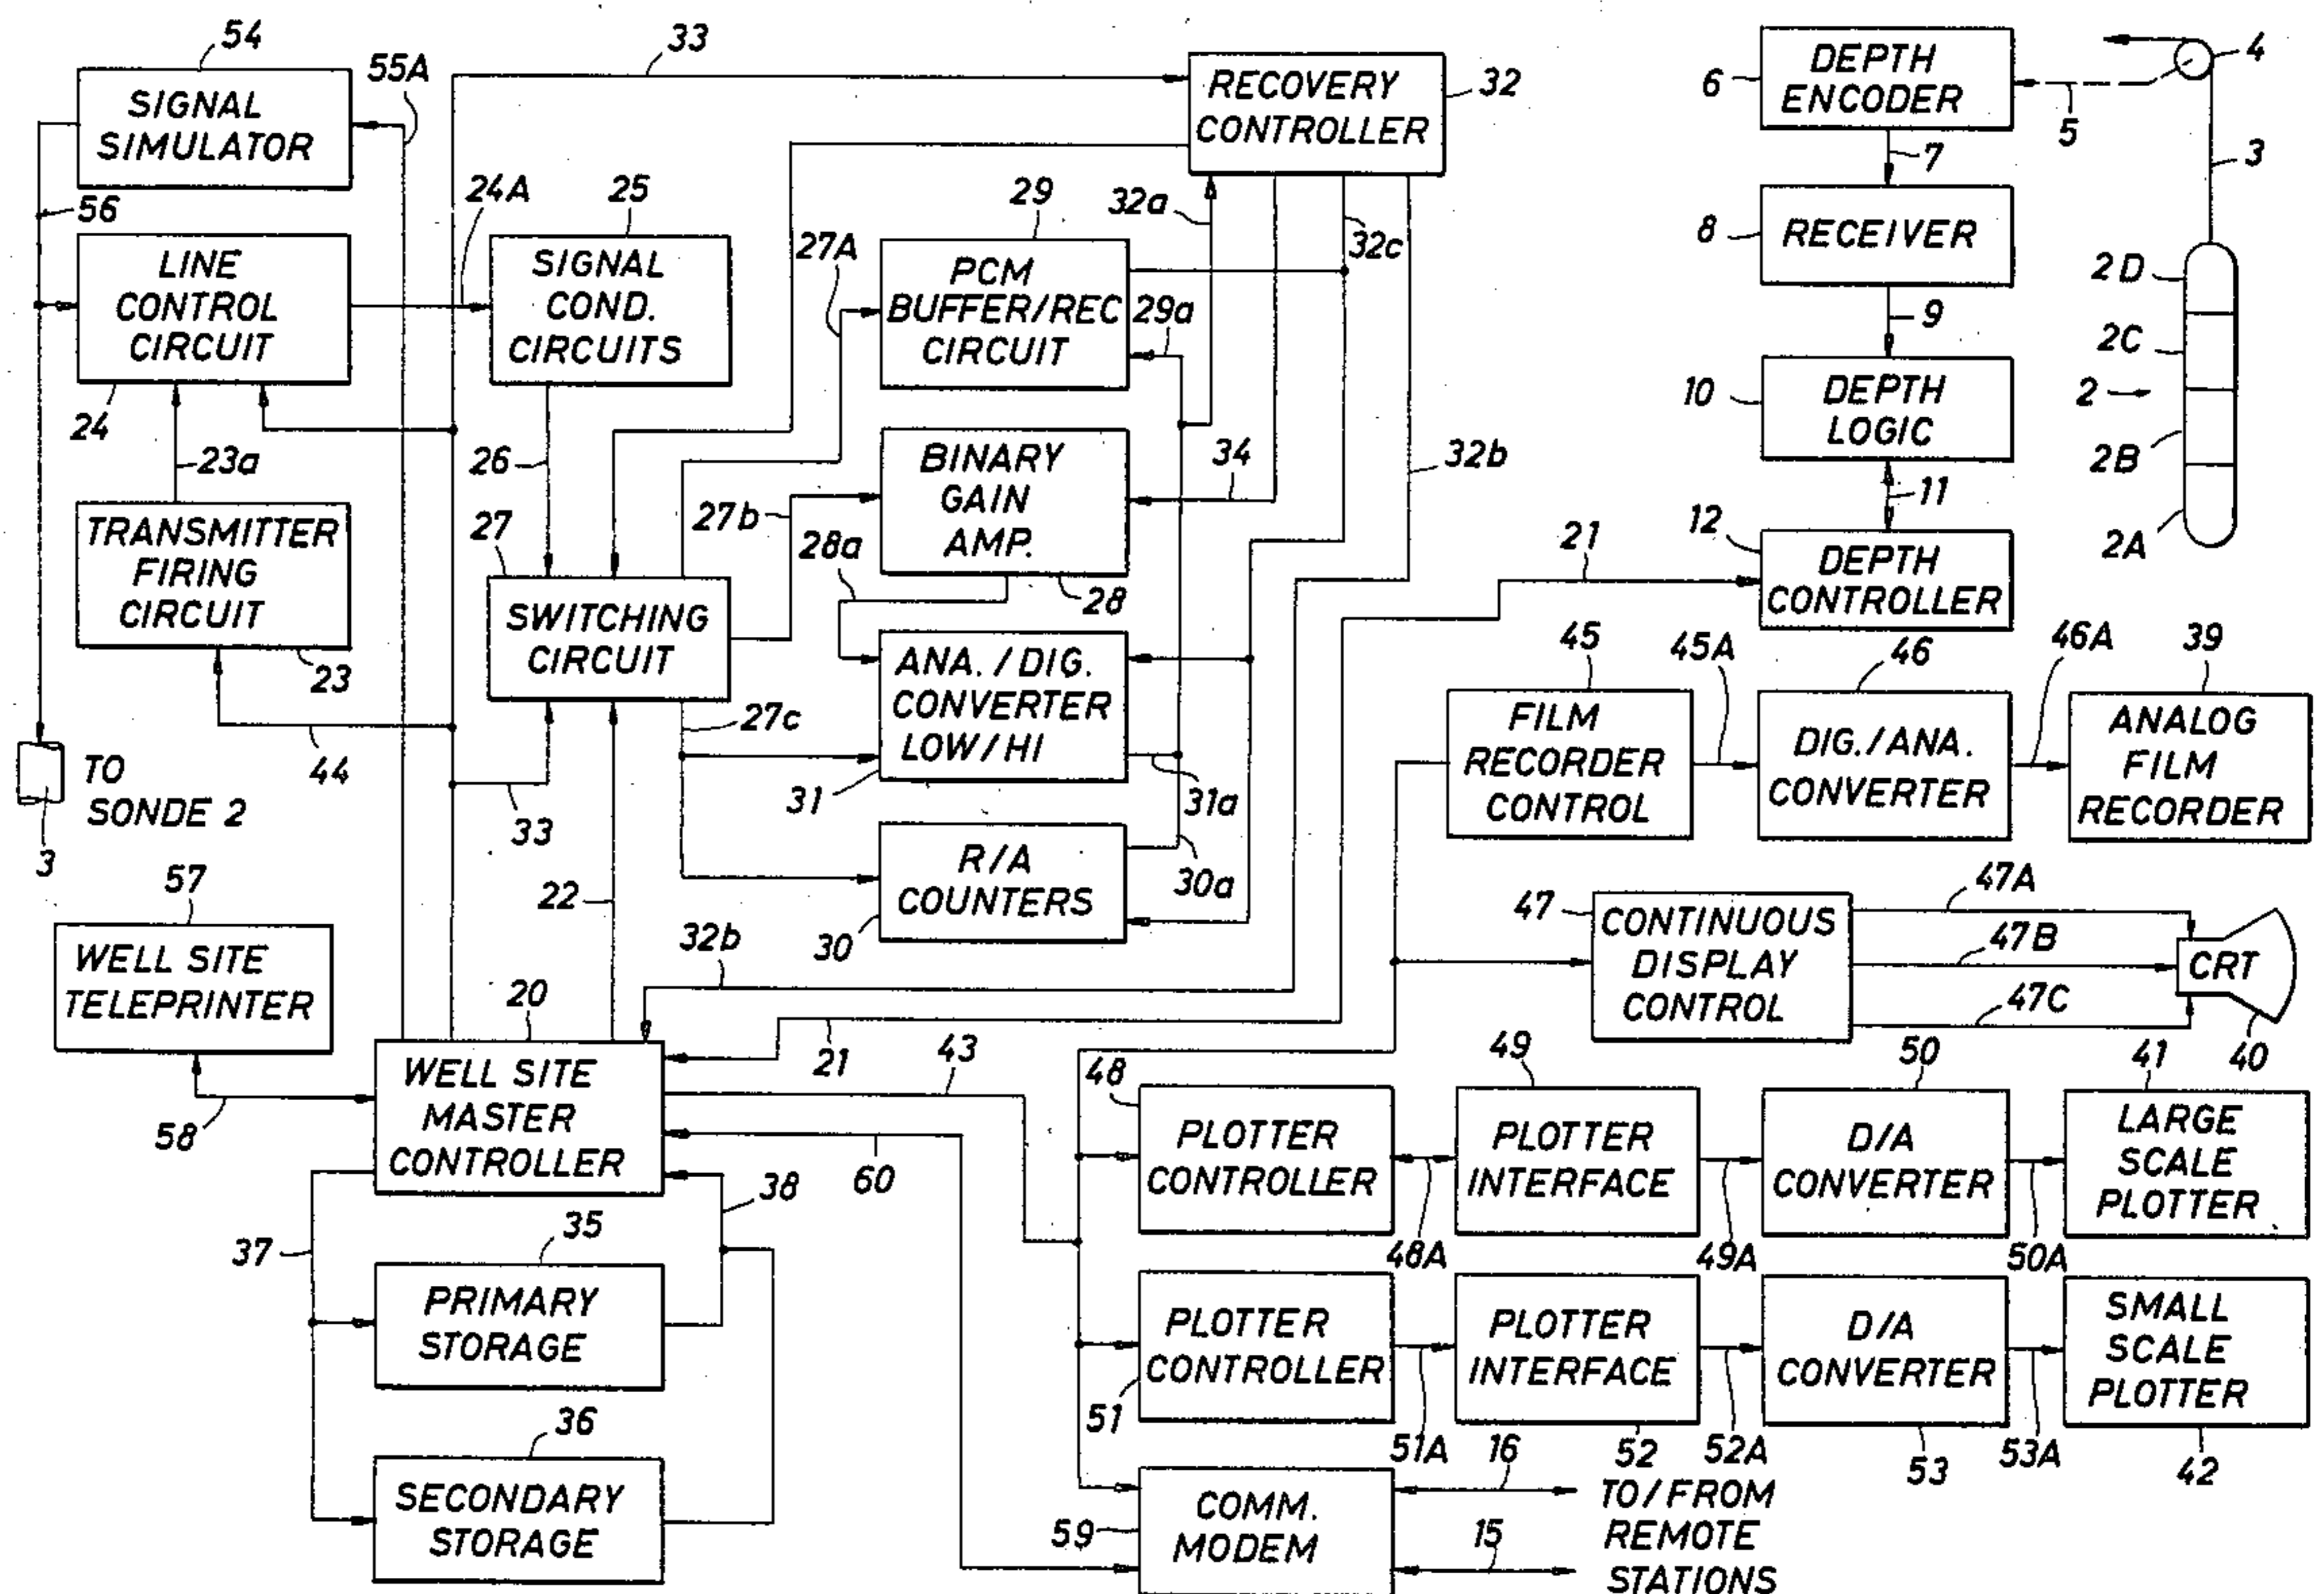 54
55A
33
SIGNAL
SIMULATOR
56
RECOVERY
CONTROLLER
32
DEPTH
ENCODER
6
4
5
3
7
24A
25
29
32a
32c
27A
LINE
CONTROL
CIRCUIT
24
SIGNAL
COND.
CIRCUITS
PCM
BUFFER/REC
CIRCUIT
29a
8
RECEIVER
9
2D
2C
2
2B
2A
10
DEPTH
LOGIC
11
23a
26
BINARY
GAIN
AMP.
34
32b
TRANSMITTER
FIRING
CIRCUIT
23
27
27b
28a
28
SWITCHING
CIRCUIT
21
12
DEPTH
CONTROLLER
ANA./DIG.
CONVERTER
LOW/HI
31
31a
27c
44
33
TO
SONDE 2
3
45
45A
46
46A
39
FILM
RECORDER
CONTROL
DIG./ANA.
CONVERTER
ANALOG
FILM
RECORDER
R/A
COUNTERS
30
30a
22
32b
57
WELL SITE
TELEPRINTER
58
47
CONTINUOUS
DISPLAY
CONTROL
47A
47B
47C
CRT
40
20
WELL SITE
MASTER
CONTROLLER
21
43
60
38
37
48
PLOTTER
CONTROLLER
48A
49
PLOTTER
INTERFACE
49A
50
D/A
CONVERTER
50A
41
LARGE
SCALE
PLOTTER
35
PRIMARY
STORAGE
PLOTTER
CONTROLLER
51
51A
PLOTTER
INTERFACE
52
52A
D/A
CONVERTER
53
53A
SMALL
SCALE
PLOTTER
42
36
SECONDARY
STORAGE
59
COMM.
MODEM
16
15
TO/FROM
REMOTE
STATIONS